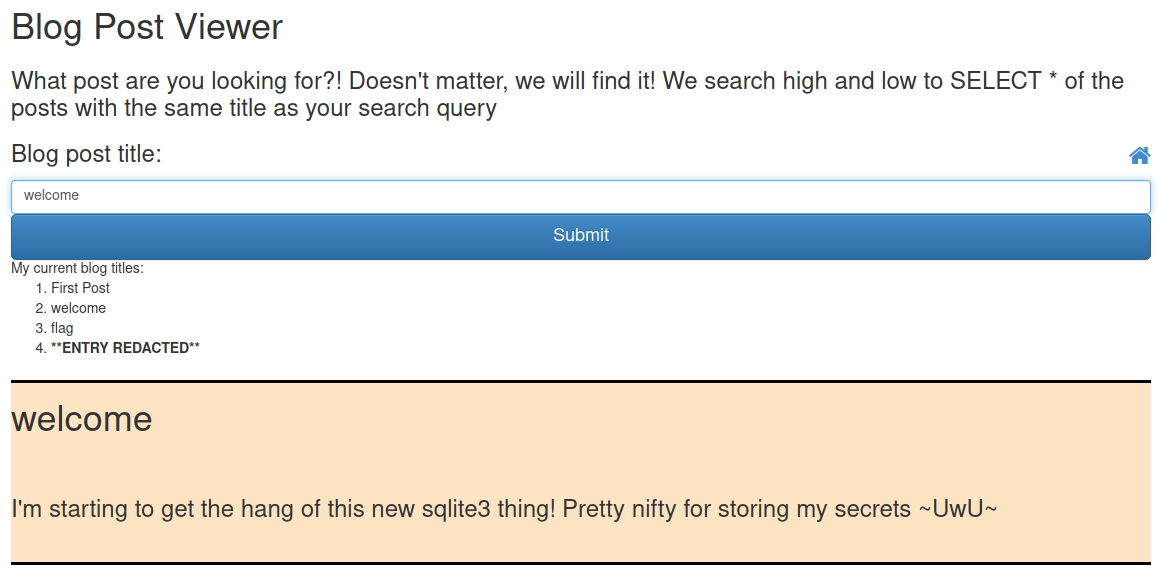 Blog Post Viewer
What post are you looking for?! Doesn't matter, we will find it! We search high and low to SELECT * of the
posts with the same title as your search query
Blog post title:
welcome
Submit
My current blog titles:
1. First Post
2. welcome
3. flag
4. **ENTRY REDACTED**
welcome
I'm starting to get the hang of this new sqlite3 thing! Pretty nifty for storing my secrets ~UwU~